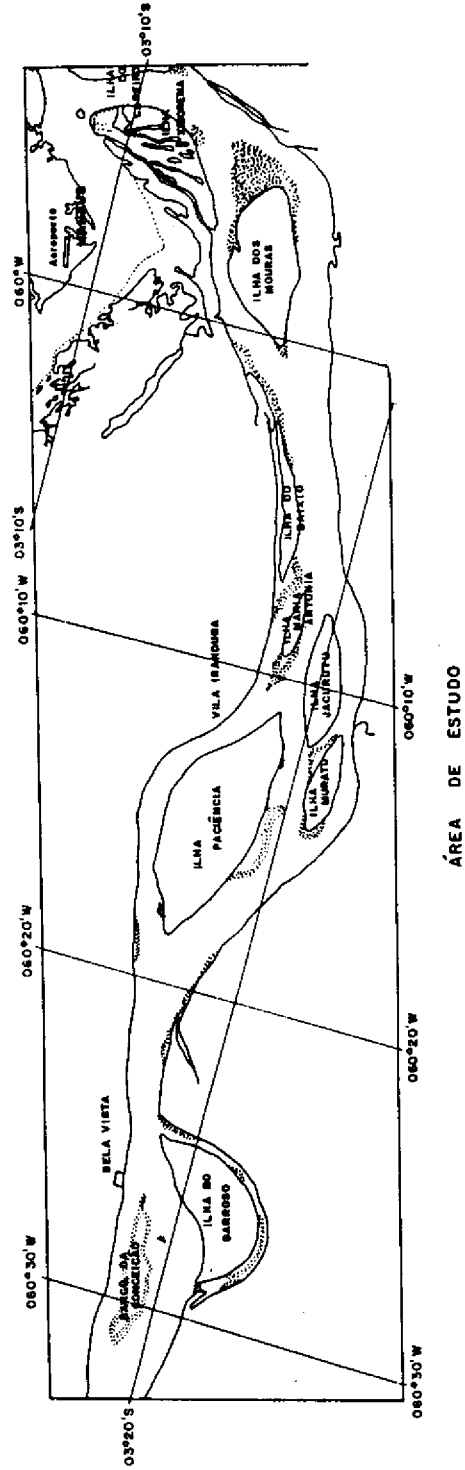 03°10'S
ILHA
DO
CAREIRO
ILHA
Aeroporto
MANAUS
060°W
ILHA DOS
MOURAS
03°10'S
060°10'W
ILHA DO
BAIXIO
ILHA
MARIA
ANTONIA
VILA IRANDUBA
ILHA
JACURUTU
ILHA
MURATU
060°10'W
ILHA
PACIÊNCIA
060°20'W
060°20'W
BELA VISTA
ILHA DO
BARROSO
BANCO DA
CONCEIÇÃO
060°30'W
060°30'W
03°20'S
ÁREA DE ESTUDO